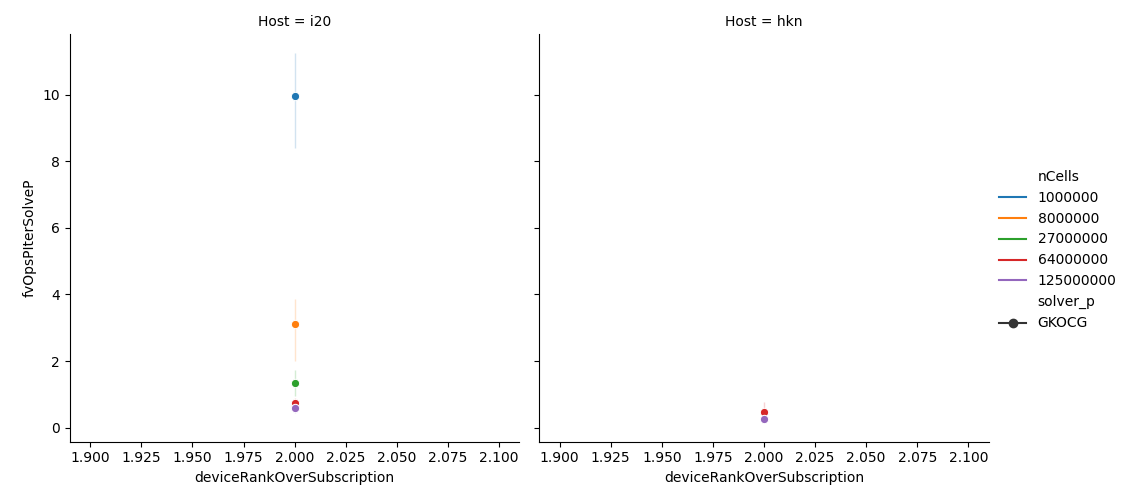 Host = i20
Host = hkn
fvOpsPIterSolveP
10
8
6
4
2
0
1.900 1.925 1.950 1.975 2.000 2.025 2.050 2.075 2.100
1.900 1.925 1.950 1.975 2.000 2.025 2.050 2.075 2.100
deviceRankOverSubscription
deviceRankOverSubscription
nCells
1000000
8000000
27000000
64000000
125000000
solver_p
GKOCG